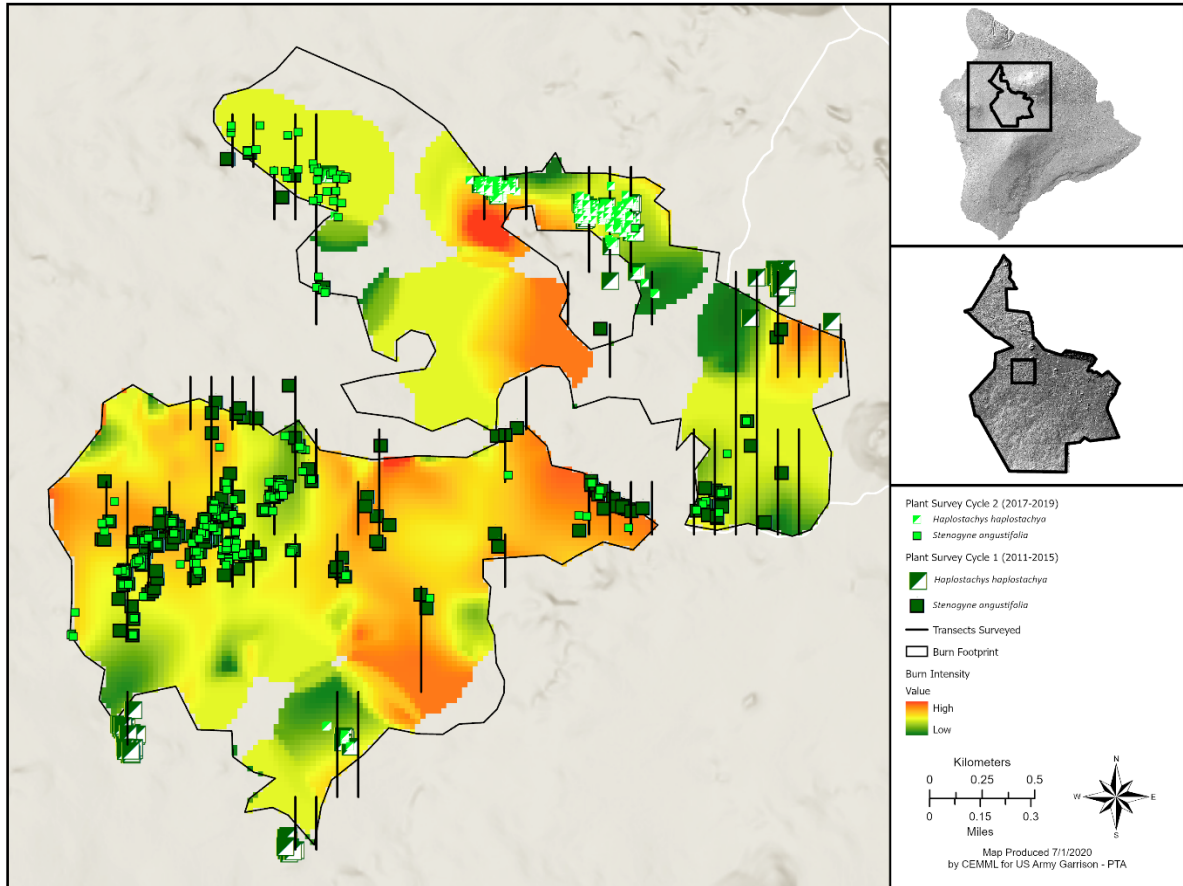 Plant Survey Cycle 2 (2017-2019)
Haplostachys haplostachya
Stenogyne angustifolia
Plant Survey Cycle 1 (2011-2015)
Haplostachys haplostachya
Stenogyne angustifolia
Transects Surveyed
Burn Footprint
Burn Intensity
Value
High
Low
Kilometers
0 0.25 0.5
0 0.15 0.3
Miles
N
W E
S
Map Produced 7/1/2020
by CEMML for US Army Garrison - PTA